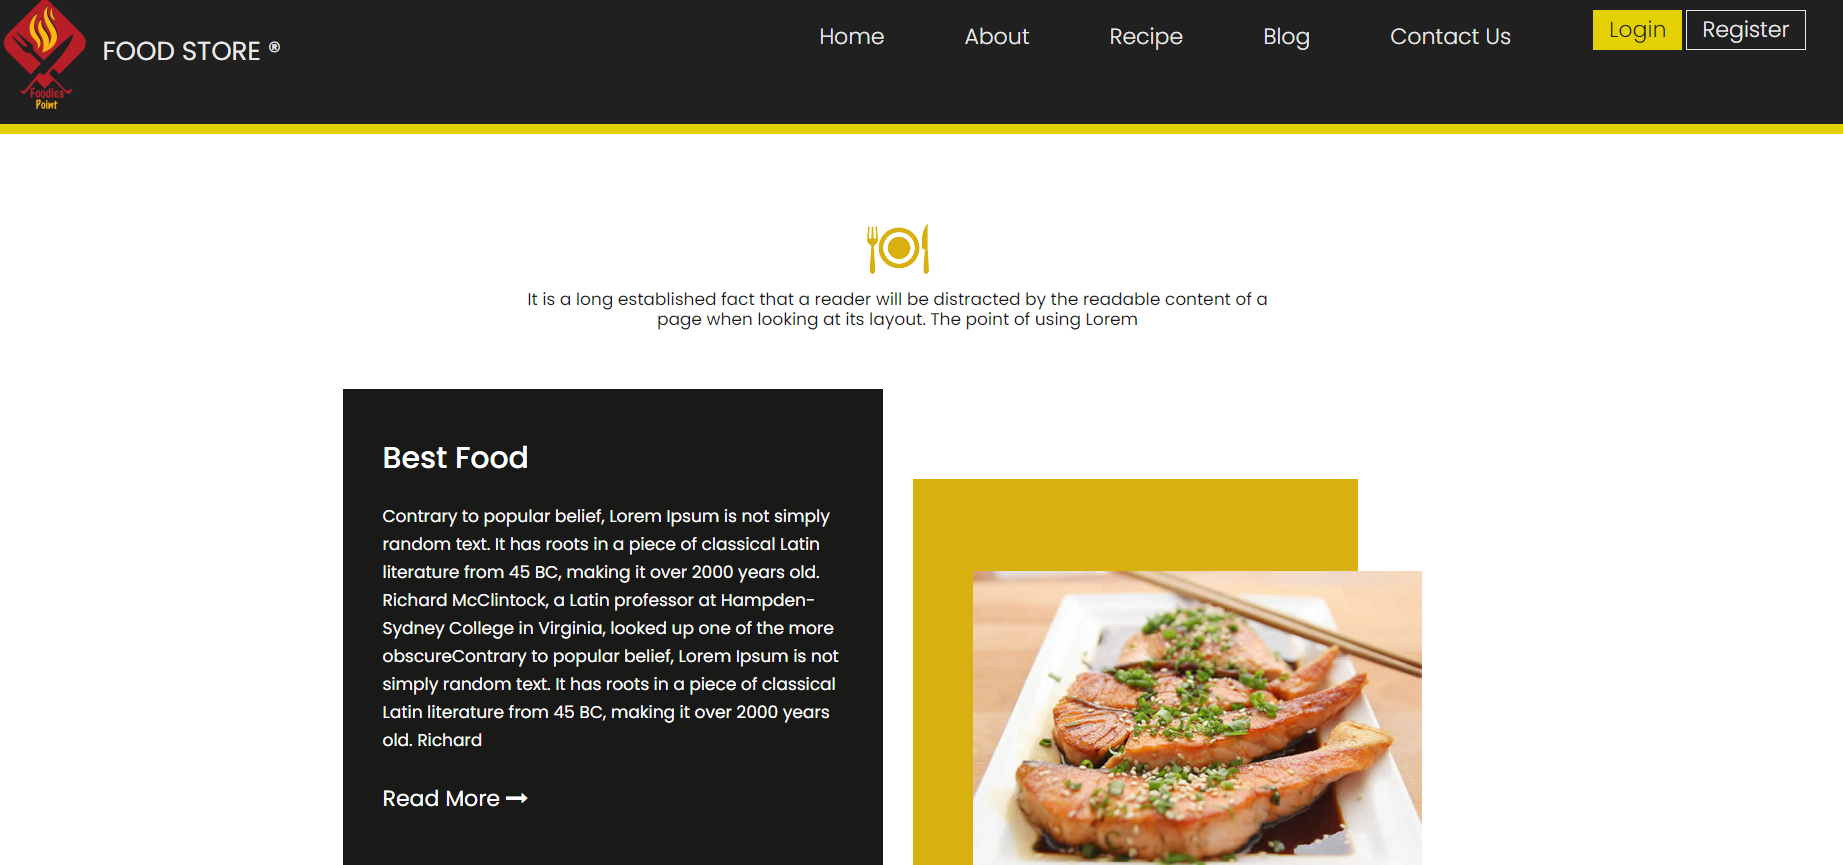 Foodies
Point
FOOD STORE ®
Home
About
Recipe
Blog
Contact Us
Login
Register
It is a long established fact that a reader will be distracted by the readable content of a
page when looking at its layout. The point of using Lorem
Best Food
Contrary to popular belief, Lorem Ipsum is not simply
random text. It has roots in a piece of classical Latin
literature from 45 BC, making it over 2000 years old.
Richard McClintock, a Latin professor at Hampden-
Sydney College in Virginia, looked up one of the more
obscureContrary to popular belief, Lorem Ipsum is not
simply random text. It has roots in a piece of classical
Latin literature from 45 BC, making it over 2000 years
old. Richard
Read More